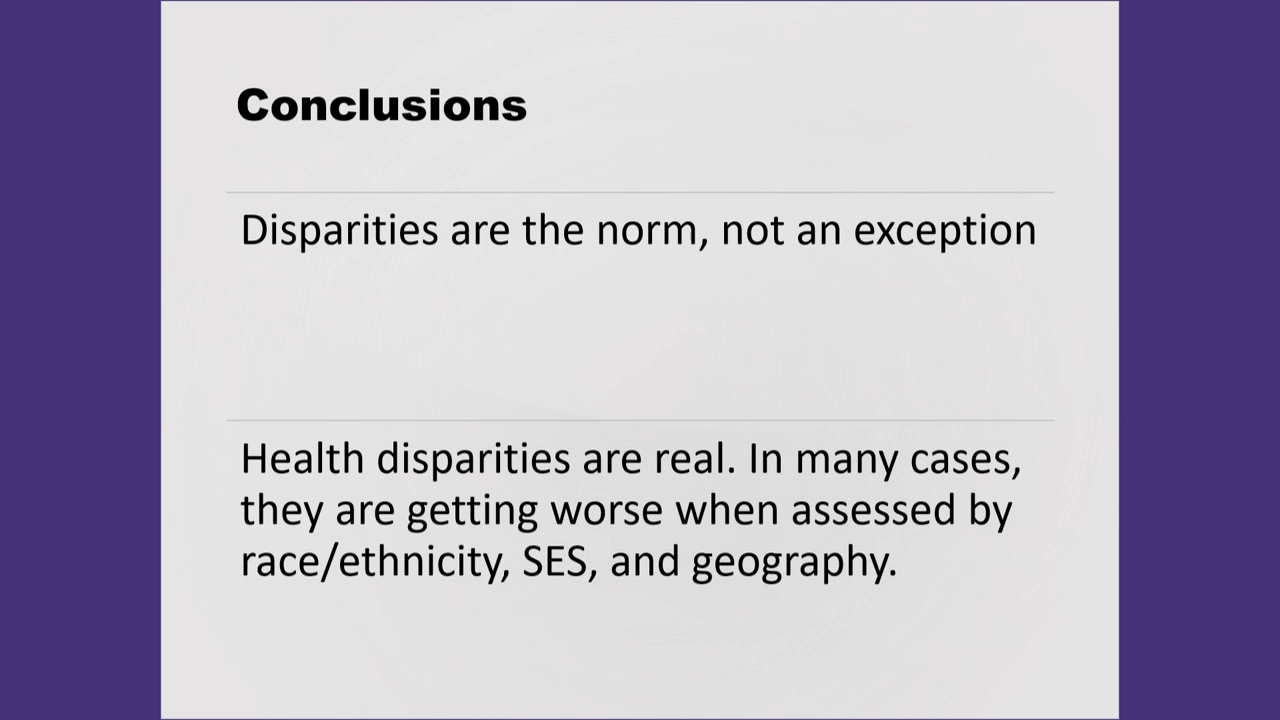 Conclusions
Disparities are the norm, not an exception
Health disparities are real. In many cases,
they are getting worse when assessed by
race/ethnicity, SES, and geography.